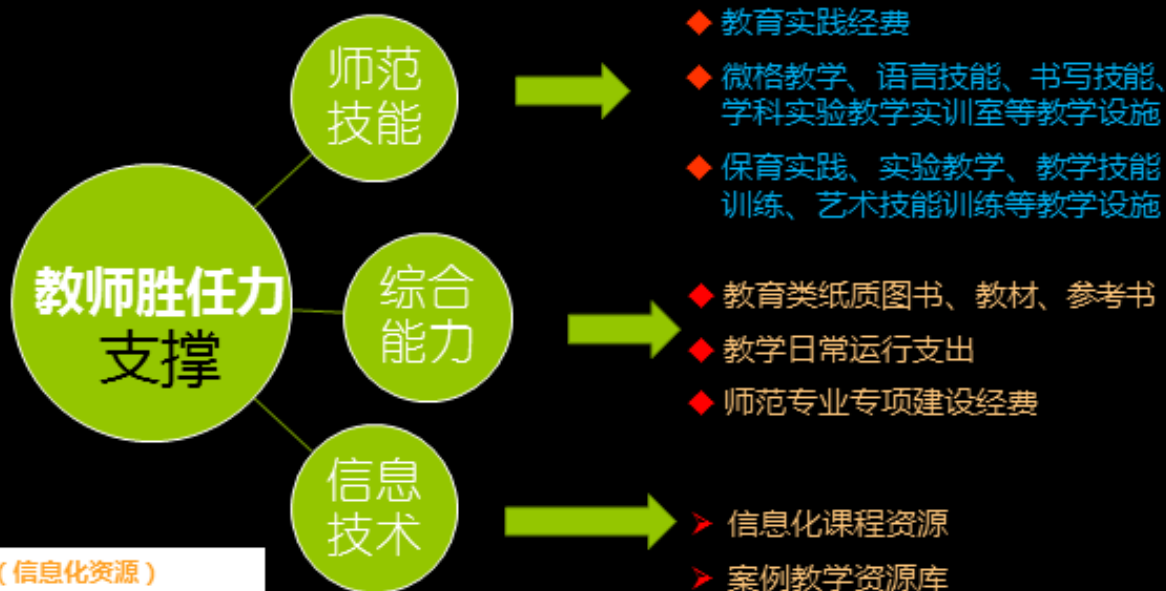 师范
技能
教育实践经费
微格教学、语言技能、书写技能、
学科实验教学实训室等教学设施
保育实践、实验教学、教学技能
训练、艺术技能训练等教学设施
教师胜任力
支撑
综合
能力
教育类纸质图书、教材、参考书
教学日常运行支出
师范专业专项建设经费
信息
技术
信息化课程资源
案例教学资源库
(信息化资源)